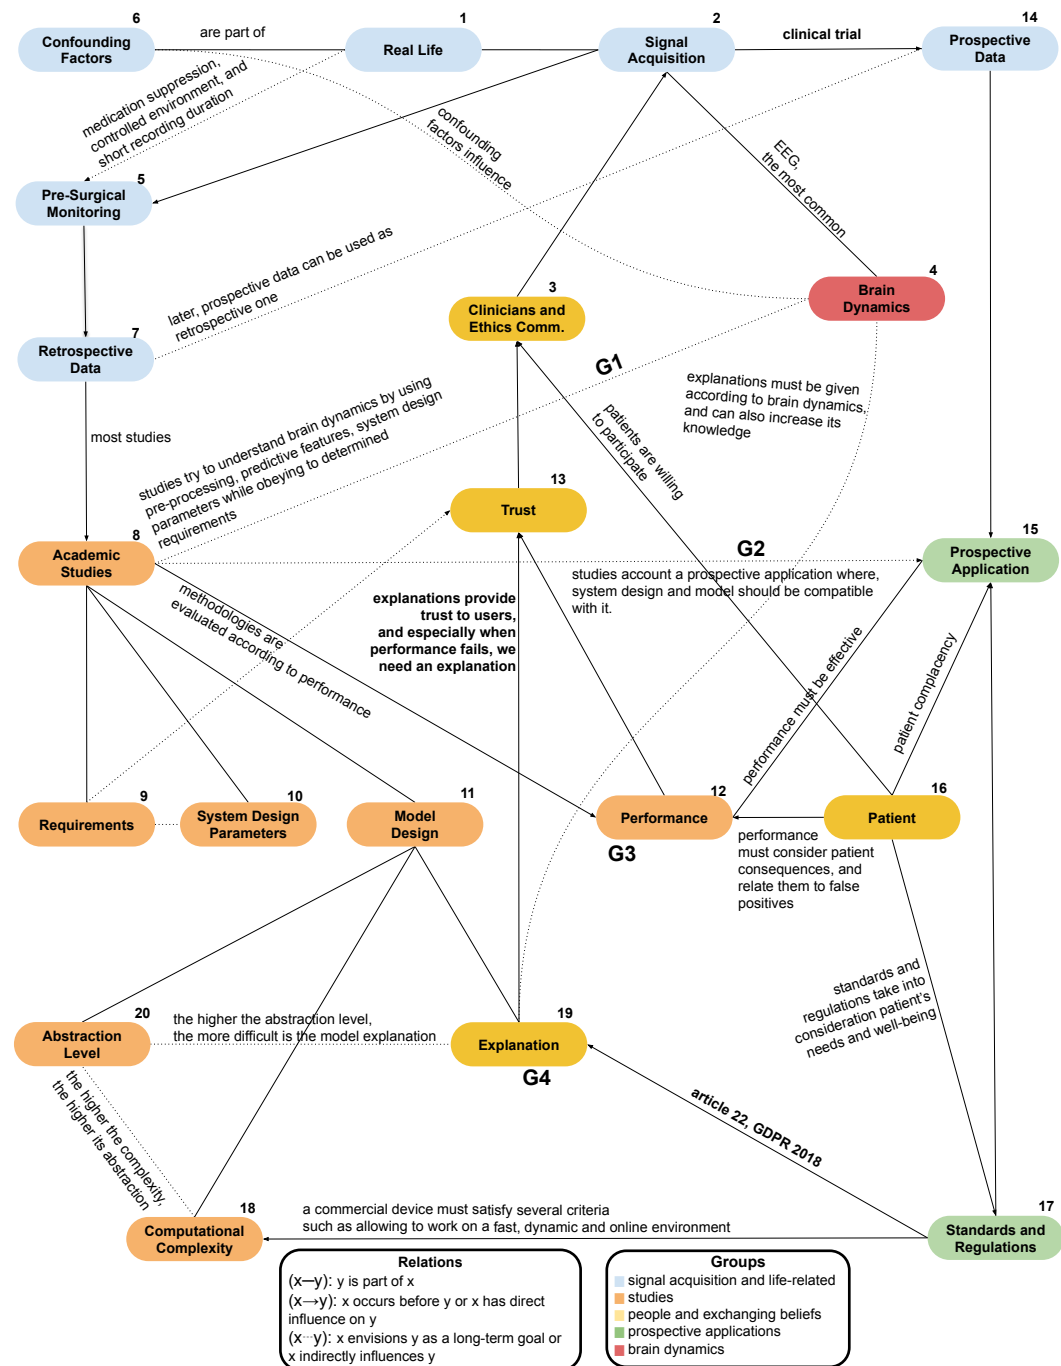 6
1
2
14
Confounding
Factors
are part of
Real Life
Signal
Acquisition
clinical trial
Prospective
Data
medication suppression,
controlled environment, and
short recording duration
confounding
factors influence
EEG,
the most common
5
Pre-Surgical
Monitoring
later, prospective data can be used as
retrospective one
3
Clinicians and
Ethics Comm.
4
Brain
Dynamics
7
Retrospective
Data
G1
explanations must be given
according to brain dynamics,
and can also increase its
knowledge
most studies
studies try to understand brain dynamics by using
pre-processing, predictive features, system design
parameters while obeying to determined
requirements
patients are willing
to participate
13
Trust
8
Academic
Studies
G2
15
Prospective
Application
studies account a prospective application where,
system design and model should be compatible
with it.
methodologies are
evaluated according to performance
explanations provide
trust to users,
and especially when
performance fails, we
need an explanation
performance must be effective
patient complacency
9
Requirements
10
System Design
Parameters
11
Model
Design
12
Performance
G3
16
Patient
performance
must consider patient
consequences, and
relate them to false
positives
standards and
regulations take into
consideration patient's
needs and well-being
20
Abstraction
Level
the higher the abstraction level,
the more difficult is the model explanation
19
Explanation
G4
the higher the complexity,
the higher its abstraction
article 22, GDPR 2018
18
Computational
Complexity
a commercial device must satisfy several criteria
such as allowing to work on a fast, dynamic and online environment
17
Standards and
Regulations
Relations
(x─y): y is part of x
(x→y): x occurs before y or x has direct
influence on y
(x┄y): x envisions y as a long-term goal or
x indirectly influences y
Groups
signal acquisition and life-related
studies
people and exchanging beliefs
prospective applications
brain dynamics